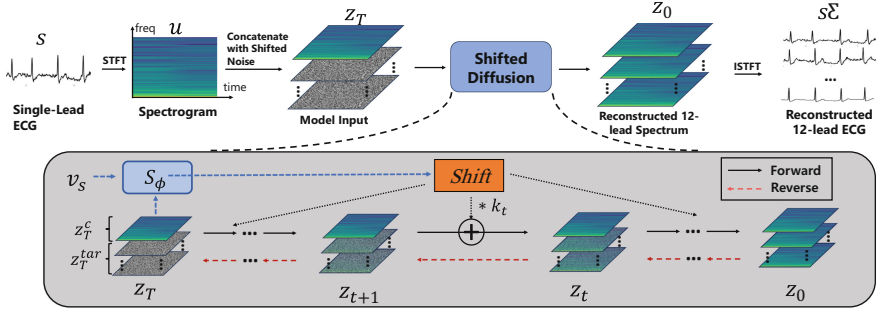 S
STFT
freq
u
time
Concatenate
with Shifted
Noise
z_T
Shifted
Diffusion
z_0
ISTFT
sΣ
...
Single-Lead
ECG
Spectrogram
Model Input
Reconstructed 12-
lead Spectrum
Reconstructed
12-lead ECG
v_s
S_ϕ
Shift
Forward
Reverse
* k_t
z_T^c
z_T^{tar}
z_T
z_{t+1}
z_t
z_0